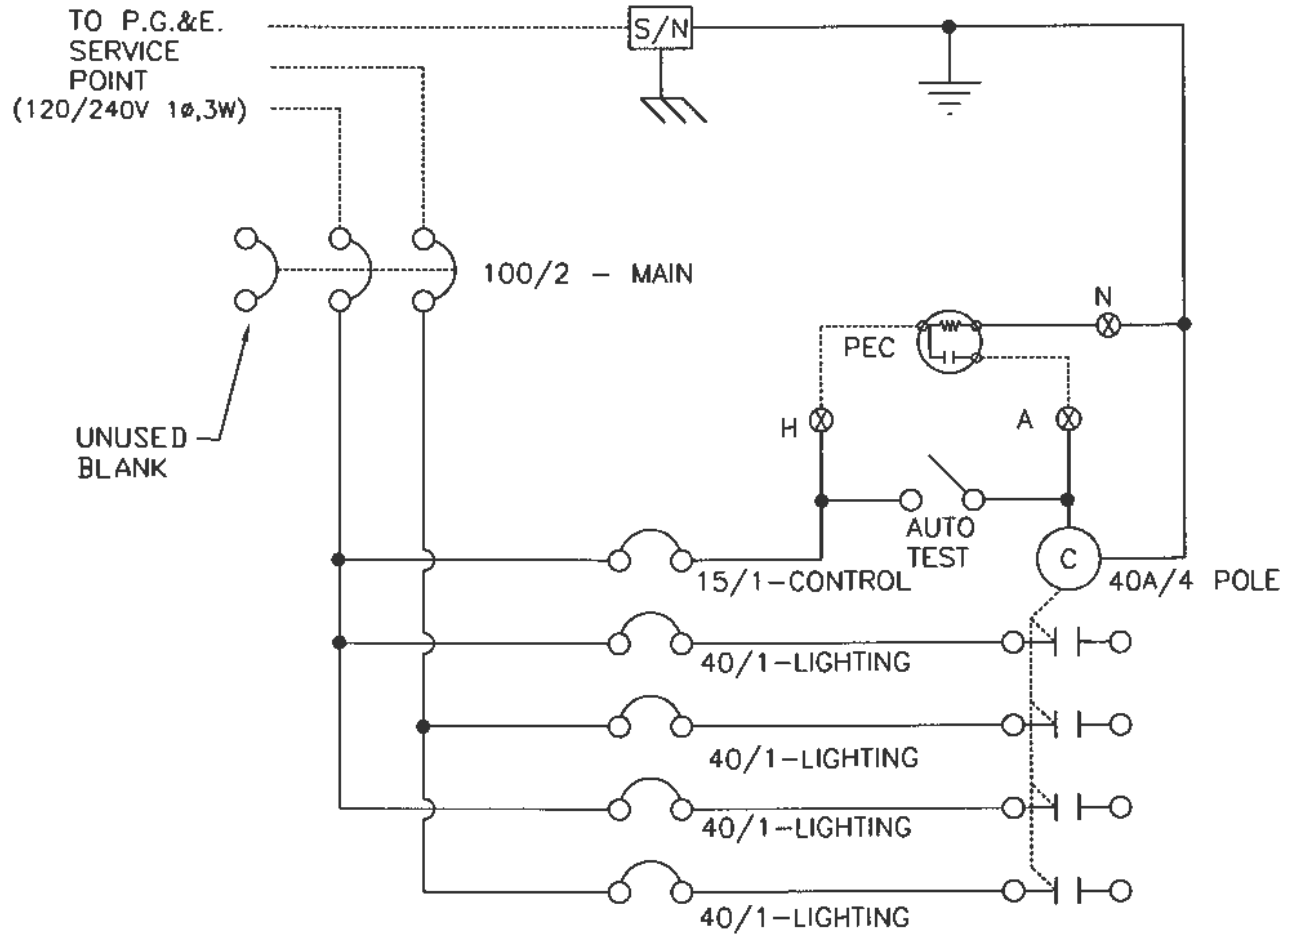 TO P.G.&E.
SERVICE
POINT
(120/240V 1ø,3W)
S/N
100/2 - MAIN
UNUSED
BLANK
N
PEC
H
A
AUTO
TEST
C
15/1-CONTROL
40A/4 POLE
40/1-LIGHTING
40/1-LIGHTING
40/1-LIGHTING
40/1-LIGHTING